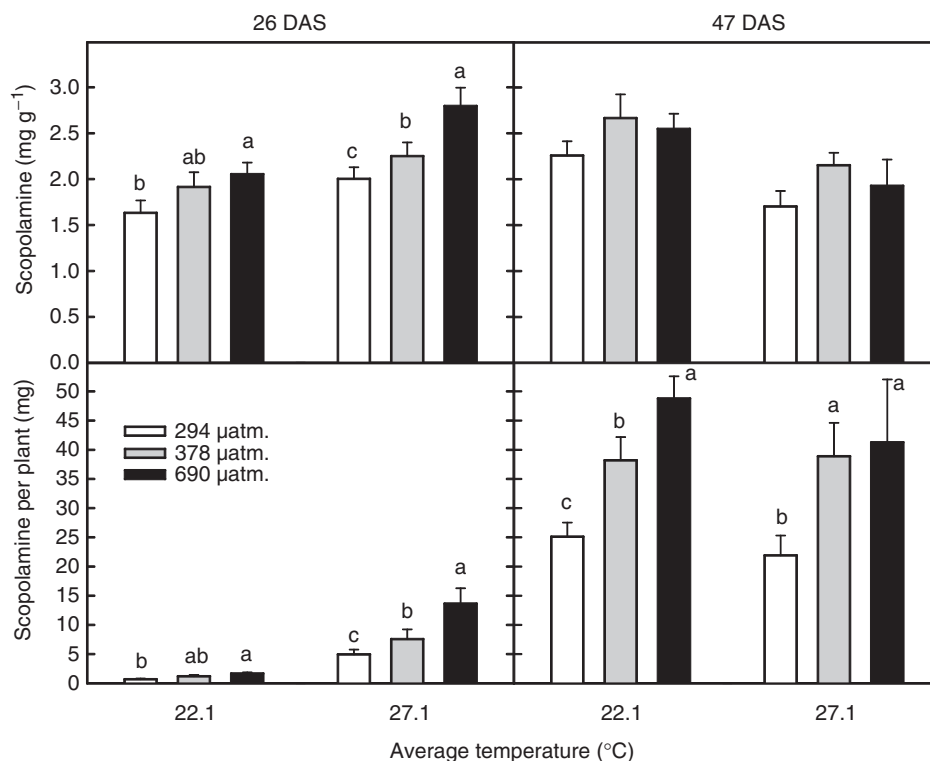 26 DAS 47 DAS
Scopolamine (mg g⁻¹)
3.0
2.5
2.0
1.5
1.0
0.5
0.0
b ab a c b a
Scopolamine per plant (mg)
50
45
40
35
30
25
20
15
10
5
0
294 µatm.
378 µatm.
690 µatm.
b ab a c b a
c b a b a a
22.1 27.1 22.1 27.1
Average temperature (°C)